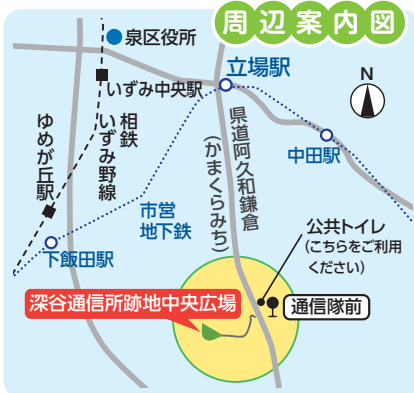 周辺案内図
泉区役所
立場駅
いずみ中央駅
N
相鉄
いずみ野線
ゆめが丘駅
県道阿久和鎌倉
(かまくらみち)
中田駅
市営
地下鉄
公共トイレ
(こちらをご利用
ください)
下飯田駅
深谷通信所跡地中央広場
通信隊前